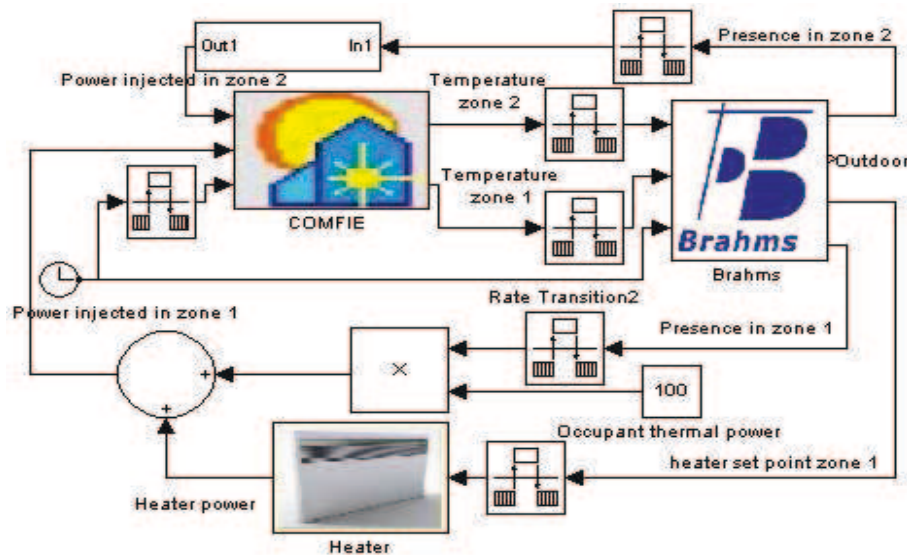 Out1
In1
Presence in zone 2
Power injected in zone 2
Temperature
zone 2
POutdoor
Temperature
zone 1
COMFIE
Brahms
Brahms
Power injected in zone 1
Rate Transition2
Presence in zone 1
×
+
+
100
Occupant thermal power
heater set point zone 1
Heater power
Heater